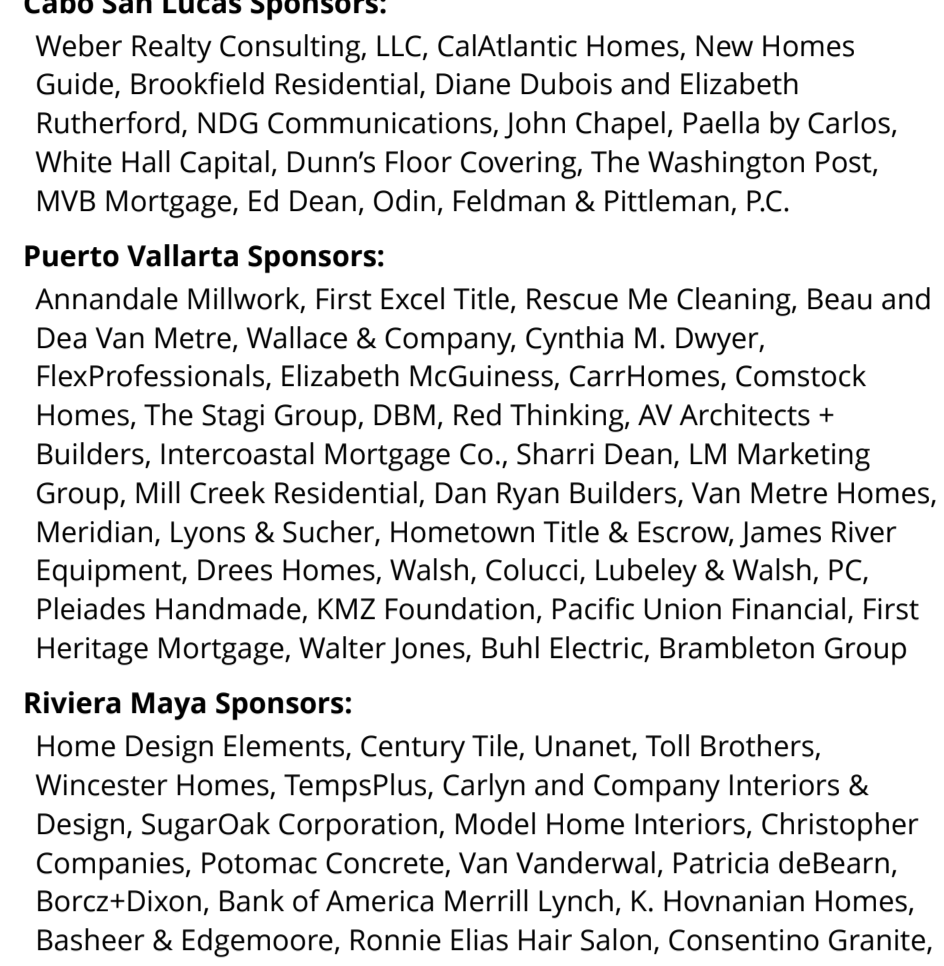 Cabo San Lucas Sponsors:
Weber Realty Consulting, LLC, CalAtlantic Homes, New Homes
Guide, Brookfield Residential, Diane Dubois and Elizabeth
Rutherford, NDG Communications, John Chapel, Paella by Carlos,
White Hall Capital, Dunn’s Floor Covering, The Washington Post,
MVB Mortgage, Ed Dean, Odin, Feldman & Pittleman, P.C.
Puerto Vallarta Sponsors:
Annandale Millwork, First Excel Title, Rescue Me Cleaning, Beau and
Dea Van Metre, Wallace & Company, Cynthia M. Dwyer,
FlexProfessionals, Elizabeth McGuiness, CarrHomes, Comstock
Homes, The Stagi Group, DBM, Red Thinking, AV Architects +
Builders, Intercoastal Mortgage Co., Sharri Dean, LM Marketing
Group, Mill Creek Residential, Dan Ryan Builders, Van Metre Homes,
Meridian, Lyons & Sucher, Hometown Title & Escrow, James River
Equipment, Drees Homes, Walsh, Colucci, Lubeley & Walsh, PC,
Pleiades Handmade, KMZ Foundation, Pacific Union Financial, First
Heritage Mortgage, Walter Jones, Buhl Electric, Brambleton Group
Riviera Maya Sponsors:
Home Design Elements, Century Tile, Unanet, Toll Brothers,
Wincester Homes, TempsPlus, Carlyn and Company Interiors &
Design, SugarOak Corporation, Model Home Interiors, Christopher
Companies, Potomac Concrete, Van Vanderwal, Patricia deBearn,
Borcz+Dixon, Bank of America Merrill Lynch, K. Hovnanian Homes,
Basheer & Edgemoore, Ronnie Elias Hair Salon, Consentino Granite,